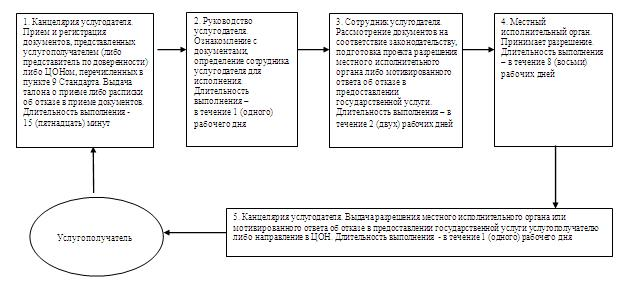 1. Канцелярия услугодателя.
Прием и регистрация
документов, представленных
услугополучателем (либо
представитель по доверенности)
либо ЦОНом, перечисленных в
пункте 9 Стандарта. Выдача
талона о приеме либо расписки
об отказе в приеме документов.
Длительность выполнения -
15 (пятнадцать) минут
2. Руководство
услугодателя.
Ознакомление с
документами,
определение сотрудника
услугодателя для
исполнения.
Длительность
выполнения –
в течение 1 (одного)
рабочего дня
3. Сотрудник услугодателя.
Рассмотрение документов на
соответствие законодательству,
подготовка проекта разрешения
местного исполнительного
органа либо мотивированного
ответа об отказе в
предоставлении
государственной услуги.
Длительность выполнения – в
течение 2 (двух) рабочих дней
4. Местный
исполнительный орган.
Принимает разрешение.
Длительность выполнения
– в течение 8 (восьми)
рабочих дней
5. Канцелярия услугодателя. Выдача разрешения местного исполнительного органа или
мотивированного ответа об отказе в предоставлении государственной услуги услугополучателю
либо направление в ЦОН. Длительность выполнения - в течение 1 (одного) рабочего дня
Услугополучатель